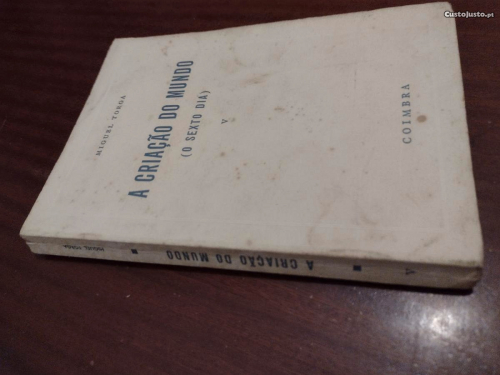 MIGUEL TORGA
A CRIAÇÃO DO MUNDO
(O SEXTO DIA)
V
COIMBRA
MIGUEL TORGA
A CRIAÇÃO DO MUNDO
V
CustoJusto.pt